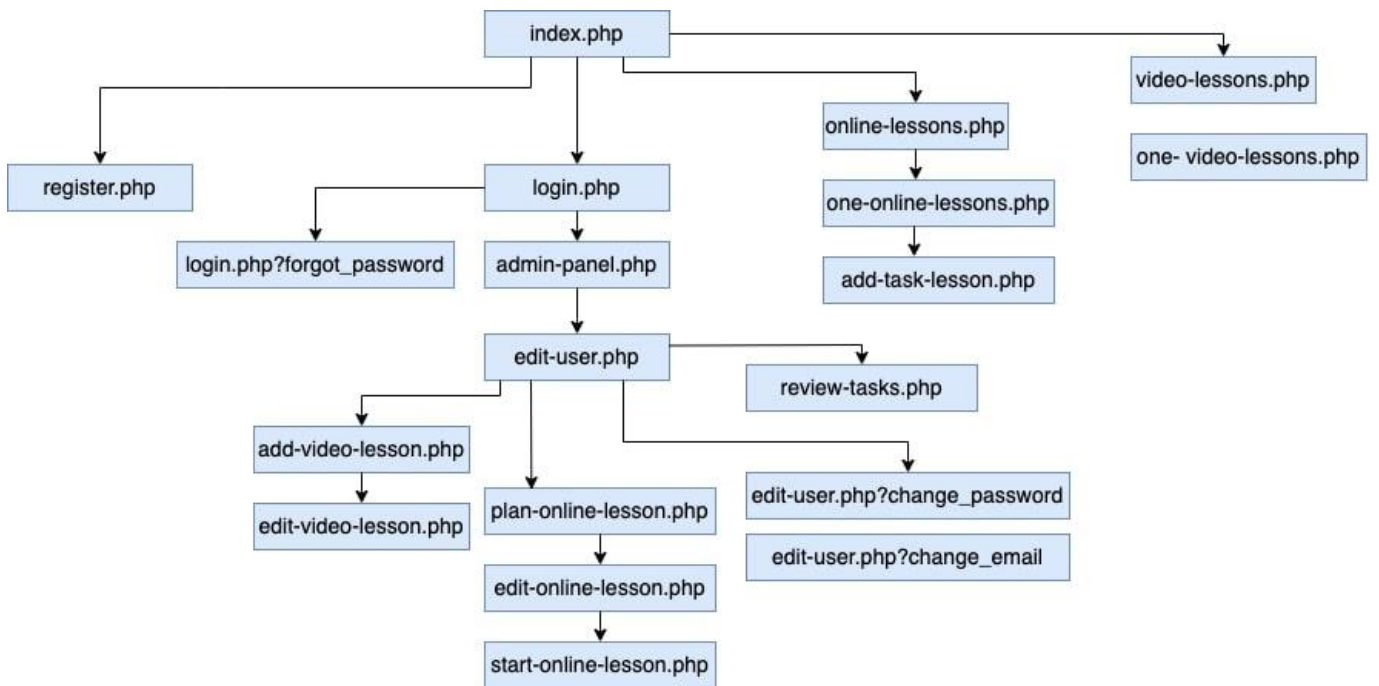 index.php
video-lessons.php
online-lessons.php
one- video-lessons.php
register.php
login.php
one-online-lessons.php
login.php?forgot_password
admin-panel.php
add-task-lesson.php
edit-user.php
review-tasks.php
add-video-lesson.php
edit-video-lesson.php
plan-online-lesson.php
edit-user.php?change_password
edit-user.php?change_email
edit-online-lesson.php
start-online-lesson.php